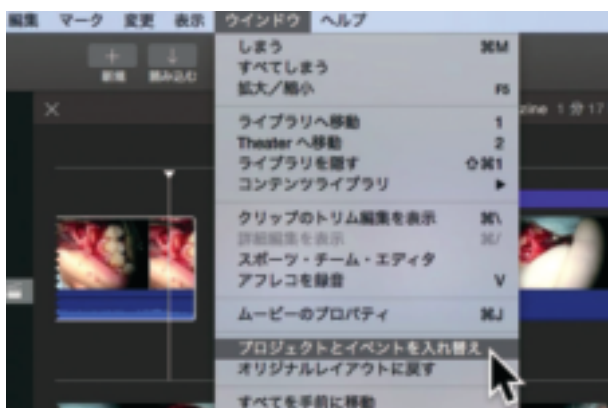 編集 マーク 変更 表示 ウインドウ ヘルプ
新規 読み込む
しまう ⌘M
すべてしまう
拡大／縮小 F5
zine 1 分 17
ライブラリへ移動 1
Theater へ移動 2
ライブラリを隠す ⇧⌘1
コンテンツライブラリ ▶
クリップのトリム編集を表示 ⌘\
詳細編集を表示 ⌘/
スポーツ・チーム・エディタ
アフレコを録音 V
ムービーのプロパティ ⌘J
プロジェクトとイベントを入れ替え
オリジナルレイアウトに戻す
すべてを手前に移動